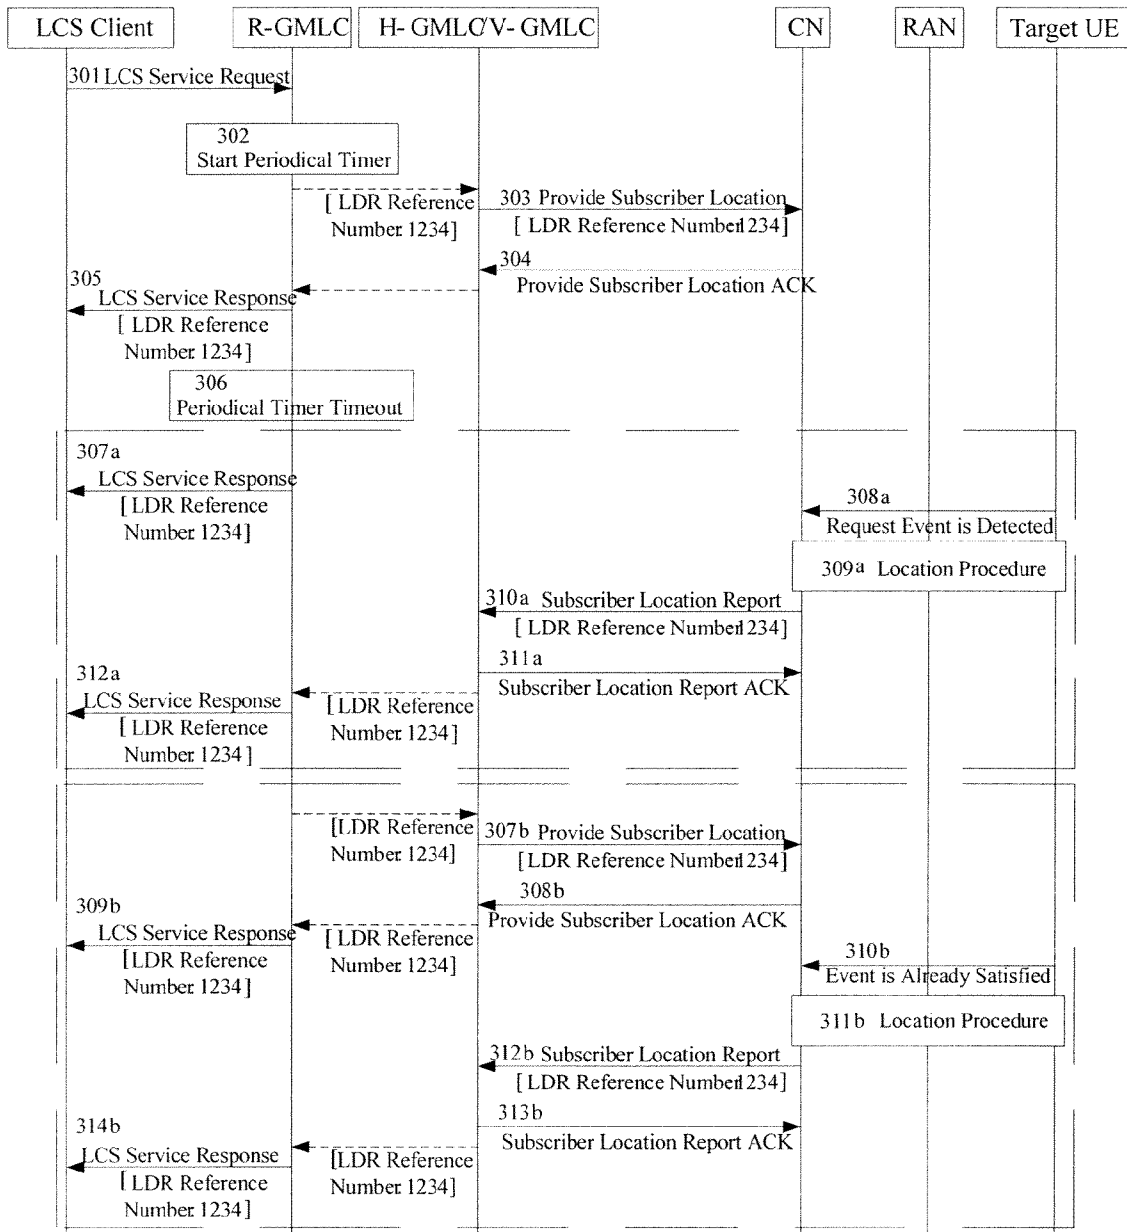 LCS Client
R-GMLC
H- GMLC/V- GMLC
CN
RAN
Target UE
301 LCS Service Request
302
Start Periodical Timer
[ LDR Reference
Number: 1234]
303 Provide Subscriber Location
[ LDR Reference Number:1234]
304
Provide Subscriber Location ACK
305
LCS Service Response
[ LDR Reference
Number: 1234]
306
Periodical Timer Timeout
307a
LCS Service Response
[ LDR Reference
Number: 1234]
308a
Request Event is Detected
309a Location Procedure
310a Subscriber Location Report
[ LDR Reference Number:1234]
311a
Subscriber Location Report ACK
312a
LCS Service Response
[ LDR Reference
Number: 1234]
[LDR Reference
Number: 1234]
[LDR Reference
Number: 1234]
307b Provide Subscriber Location
[LDR Reference Number:1234]
308b
Provide Subscriber Location ACK
309b
LCS Service Response
[LDR Reference
Number: 1234]
[LDR Reference
Number: 1234]
310b
Event is Already Satisfied
311b Location Procedure
312b Subscriber Location Report
[LDR Reference Number:1234]
313b
Subscriber Location Report ACK
314b
LCS Service Response
[LDR Reference
Number: 1234]
[LDR Reference
Number: 1234]